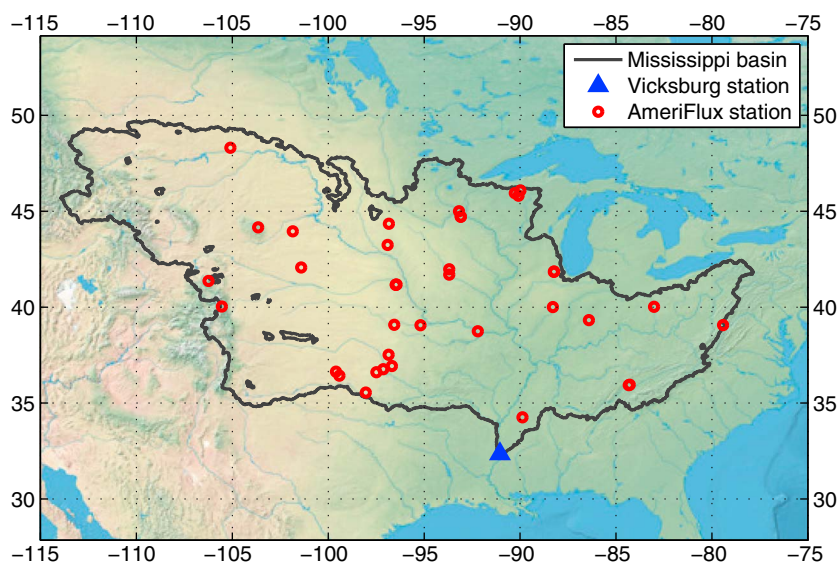 −115 −110 −105 −100 −95 −90 −85 −80 −75
Mississippi basin
Vicksburg station
AmeriFlux station
50 50
45 45
40 40
35 35
30 30
−115 −110 −105 −100 −95 −90 −85 −80 −75